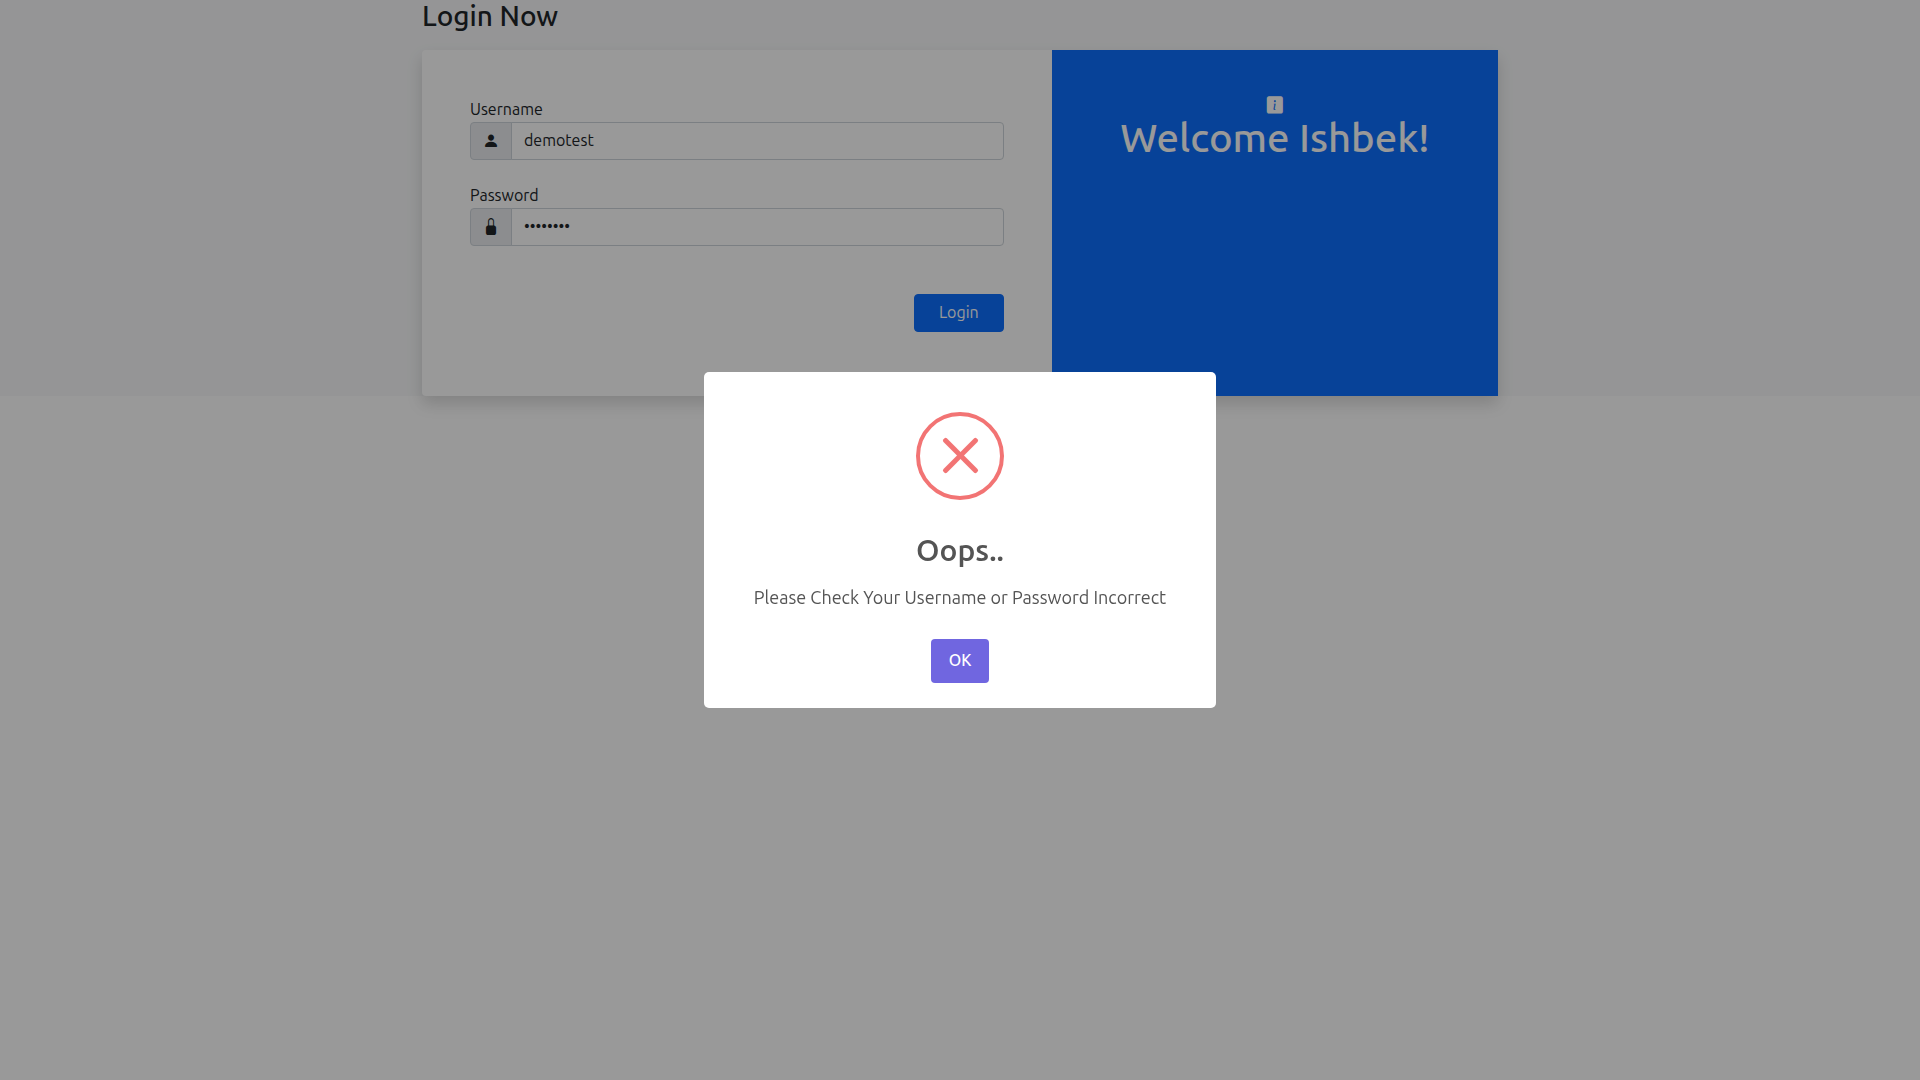 Login Now
Username
demotest
Password
••••••••
Login
i
Welcome Ishbek!
Oops..
Please Check Your Username or Password Incorrect
OK